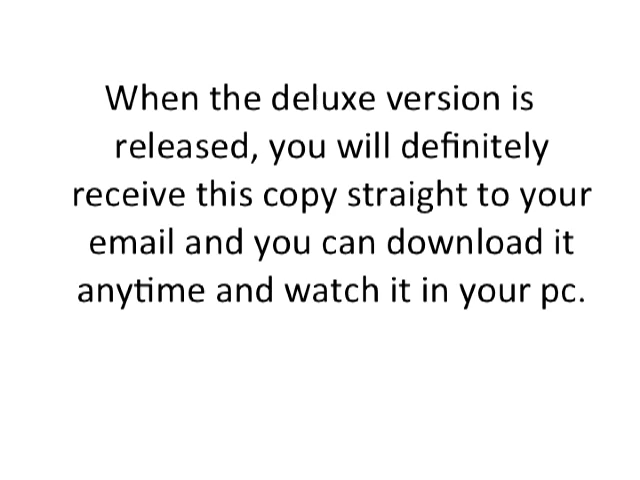 When the deluxe version is
released, you will definitely
receive this copy straight to your
email and you can download it
anytime and watch it in your pc.